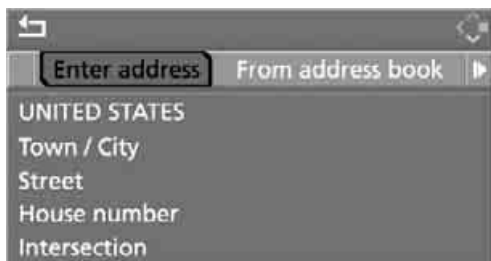 Enter address From address book
UNITED STATES
Town / City
Street
House number
Intersection